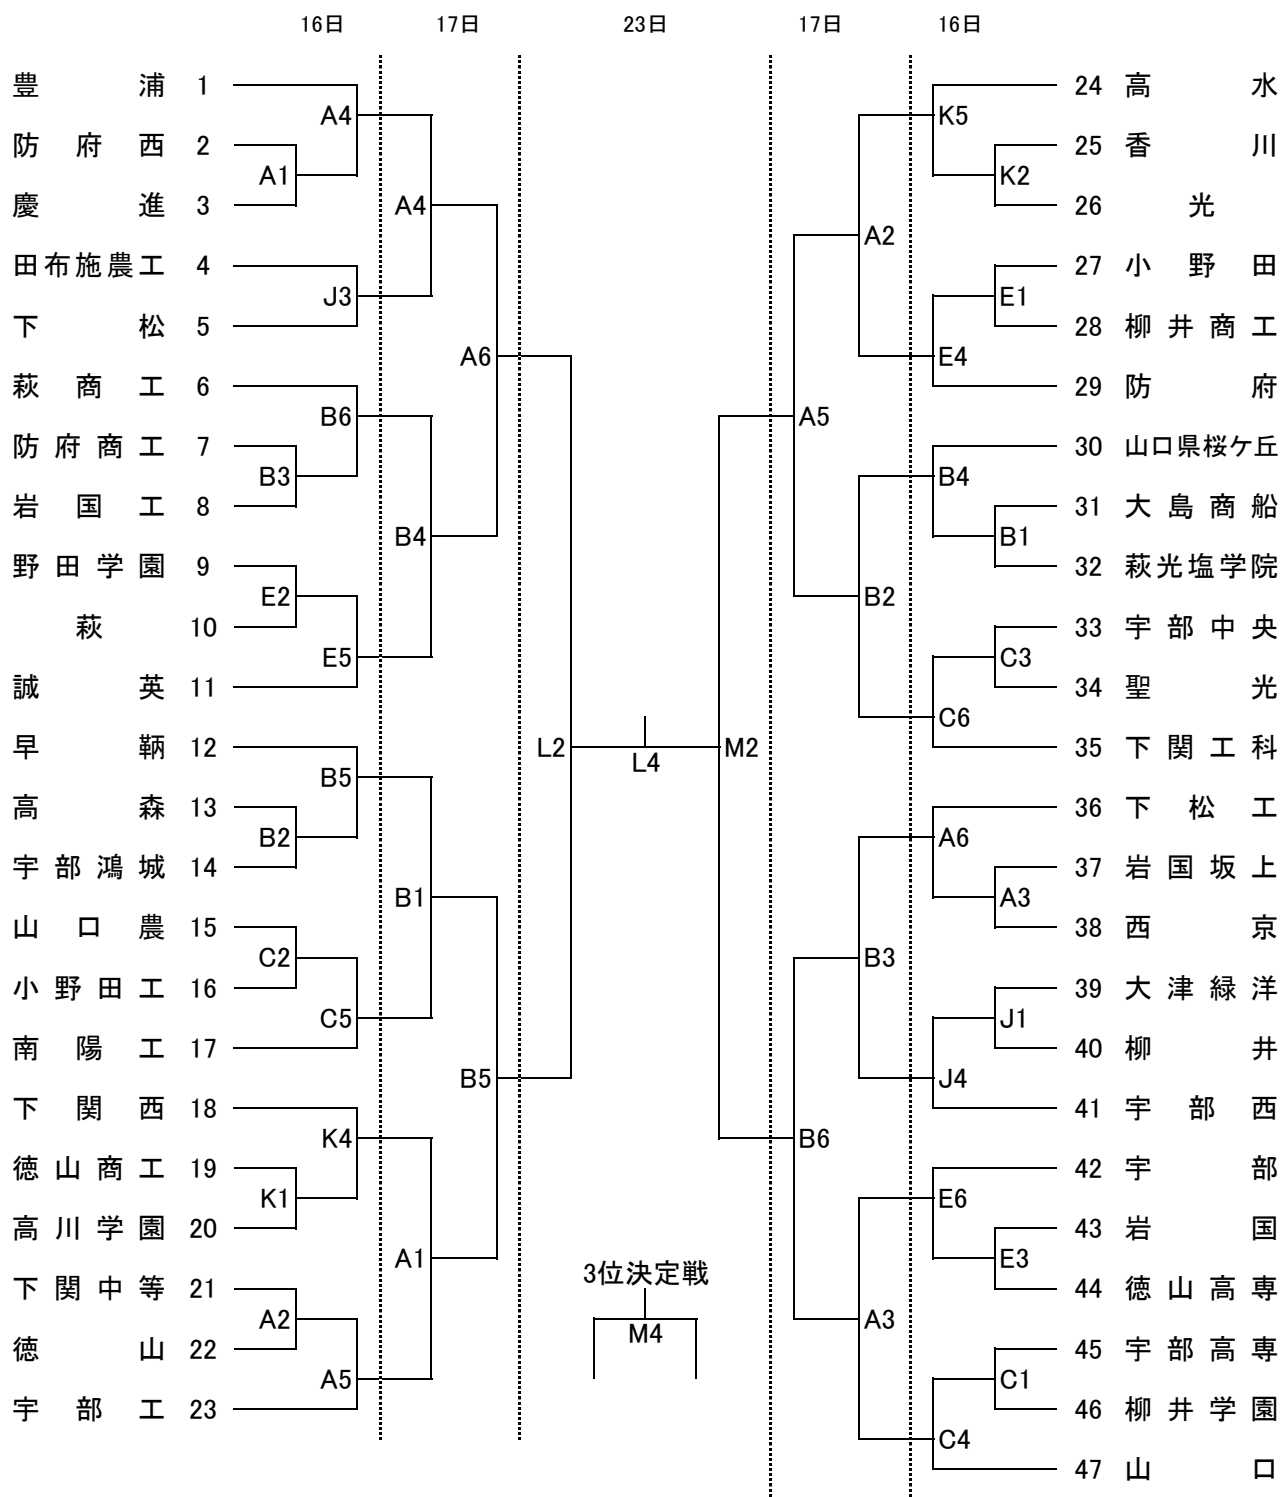 16日 17日 23日 17日 16日
豊浦 1 24 高水
A4 K5
防府西 2 25 香川
A1 K2
慶進 3 A4 26 光
A2
田布施農工 4 27 小野田
J3 E1
下松 5 28 柳井商工
A6 E4
萩商工 6 29 防府
B6 A5
防府商工 7 30 山口県桜ケ丘
B3 B4
岩国工 8 31 大島商船
B4 B1
野田学園 9 32 萩光塩学院
E2 B2
萩 10 33 宇部中央
E5 C3
誠英 11 34 聖光
C6
早鞆 12 L2 L4 M2 35 下関工科
B5
高森 13 36 下松工
B2 A6
宇部鴻城 14 37 岩国坂上
B1 A3
山口農 15 38 西京
C2 B3
小野田工 16 39 大津緑洋
C5 J1
南陽工 17 40 柳井
B5 J4
下関西 18 41 宇部西
K4 B6
徳山商工 19 42 宇部
K1 E6
高川学園 20 43 岩国
A1 3位決定戦 E3
下関中等 21 44 徳山高専
A2 M4 A3
徳山 22 45 宇部高専
A5 C1
宇部工 23 46 柳井学園
C4
47 山口